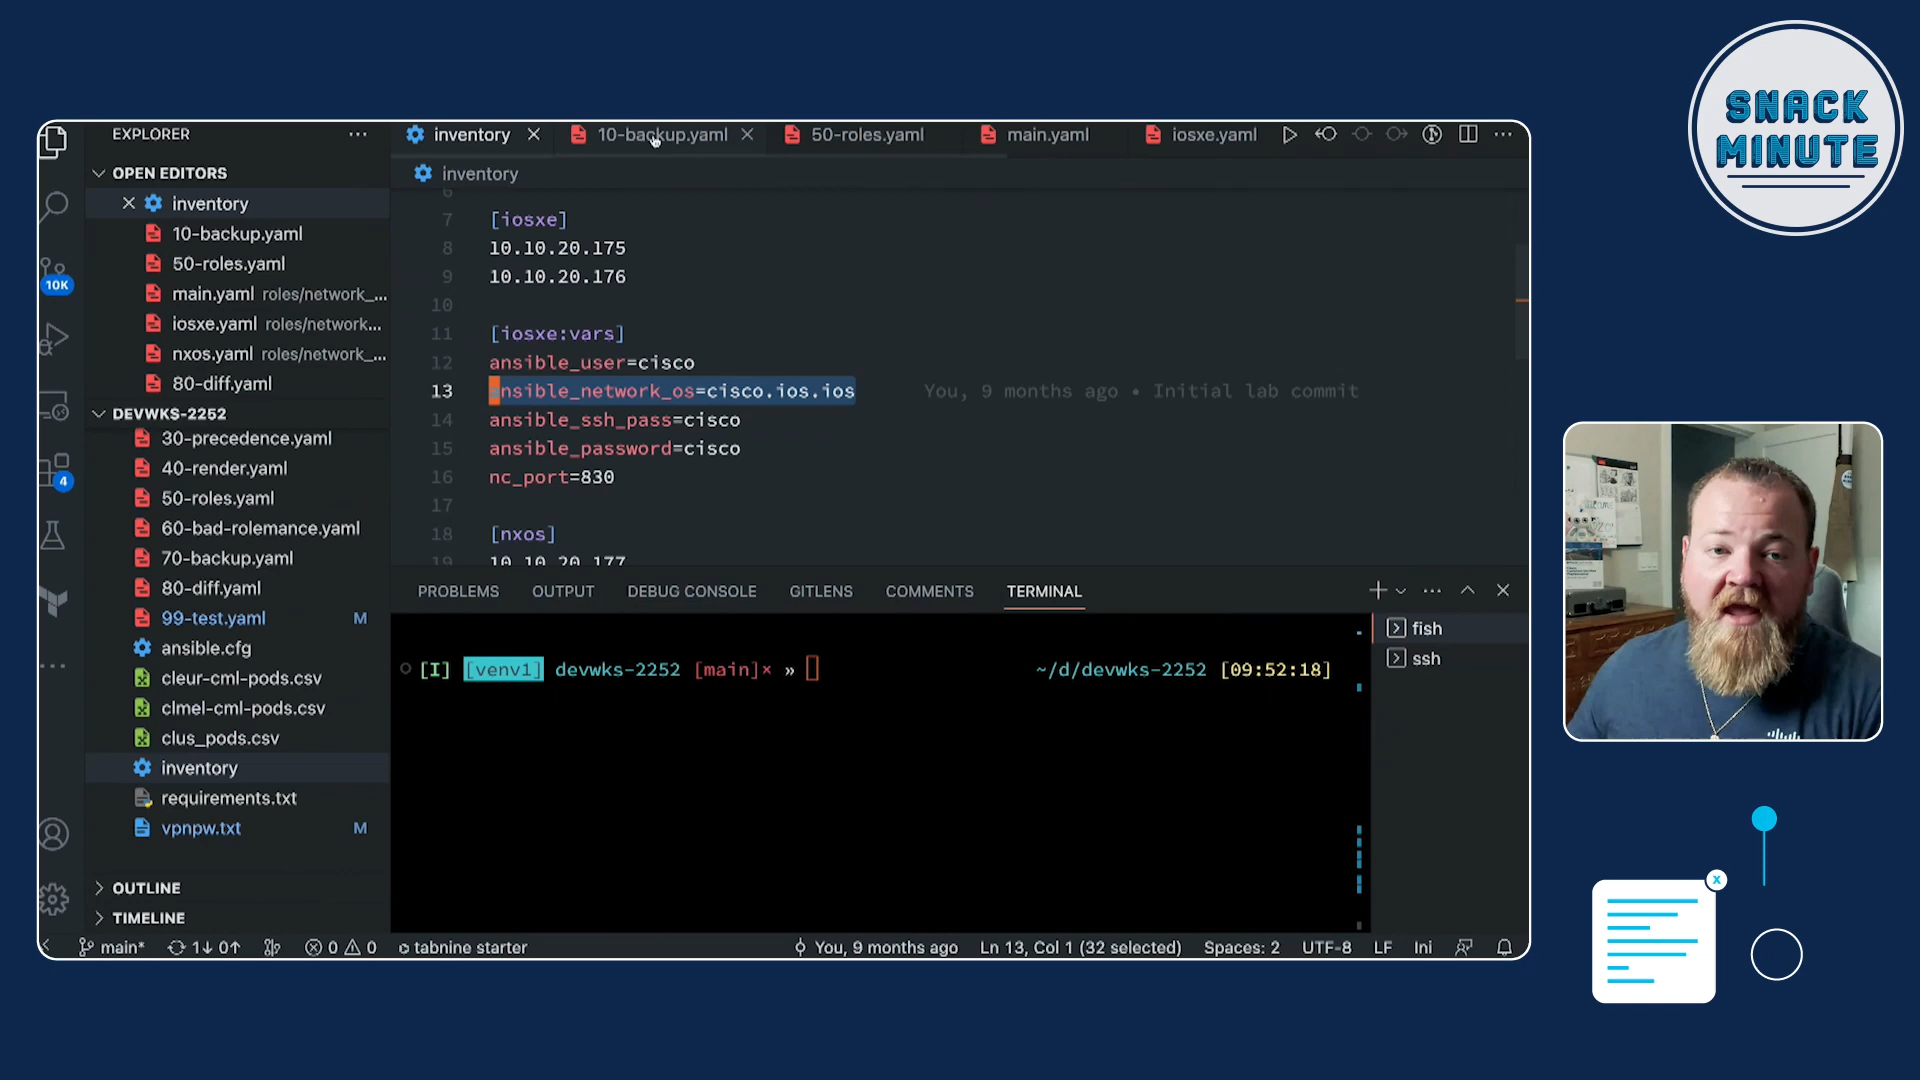 SNACK
MINUTE
EXPLORER
inventory
10-backup.yaml
50-roles.yaml
main.yaml
iosxe.yaml
OPEN EDITORS
inventory
10-backup.yaml
50-roles.yaml
main.yaml roles/network_...
iosxe.yaml roles/network...
nxos.yaml roles/network_...
80-diff.yaml
DEVWKS-2252
30-precedence.yaml
40-render.yaml
50-roles.yaml
60-bad-rolemance.yaml
70-backup.yaml
80-diff.yaml
99-test.yaml M
ansible.cfg
cleur-cml-pods.csv
clmel-cml-pods.csv
clus_pods.csv
inventory
requirements.txt
vpnpw.txt M
OUTLINE
TIMELINE
10K
4
inventory
6
7 [iosxe]
8 10.10.20.175
9 10.10.20.176
10
11 [iosxe:vars]
12 ansible_user=cisco
13 ansible_network_os=cisco.ios.ios You, 9 months ago • Initial lab commit
14 ansible_ssh_pass=cisco
15 ansible_password=cisco
16 nc_port=830
17
18 [nxos]
19 10.10.20.177
PROBLEMS OUTPUT DEBUG CONSOLE GITLENS COMMENTS TERMINAL
[I] [venv1] devwks-2252 [main]× » ~/d/devwks-2252 [09:52:18]
fish
ssh
main* 1↓ 0↑ 0 0 tabnine starter You, 9 months ago Ln 13, Col 1 (32 selected) Spaces: 2 UTF-8 LF Ini
x